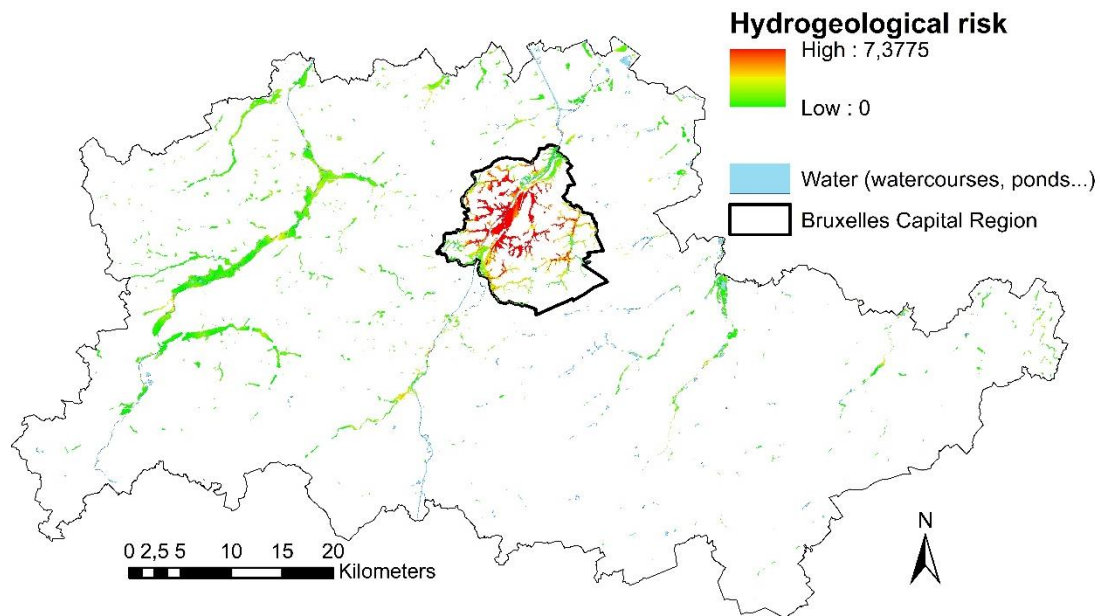 Hydrogeological risk
High : 7,3775
Low : 0
Water (watercourses, ponds...)
Bruxelles Capital Region
N
0 2,5 5 10 15 20
Kilometers